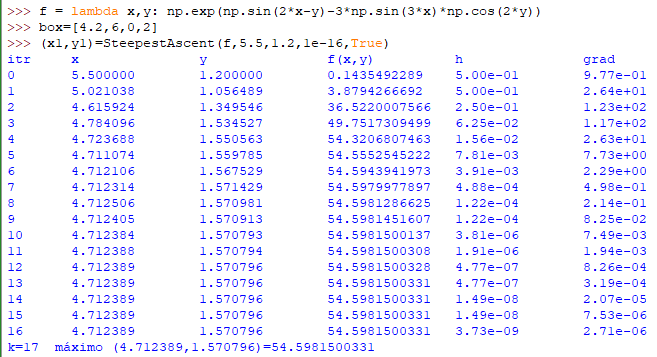 >>> f = lambda x,y: np.exp(np.sin(2*x-y)-3*np.sin(3*x)*np.cos(2*y))
>>> box=[4.2,6,0,2]
>>> (x1,y1)=SteepestAscent(f,5.5,1.2,1e-16,True)
itr x y f(x,y) h grad
0 5.500000 1.200000 0.1435492289 5.00e-01 9.77e-01
1 5.021038 1.056489 3.8794266692 5.00e-01 2.64e+01
2 4.615924 1.349546 36.5220007566 2.50e-01 1.23e+02
3 4.784096 1.534527 49.7517309499 6.25e-02 1.17e+02
4 4.723688 1.550563 54.3206807463 1.56e-02 2.63e+01
5 4.711074 1.559785 54.5552545222 7.81e-03 7.73e+00
6 4.712106 1.567529 54.5943941973 3.91e-03 2.29e+00
7 4.712314 1.571429 54.5979977897 4.88e-04 4.98e-01
8 4.712506 1.570981 54.5981286625 1.22e-04 2.14e-01
9 4.712405 1.570913 54.5981451607 1.22e-04 8.25e-02
10 4.712384 1.570793 54.5981500137 3.81e-06 7.49e-03
11 4.712388 1.570794 54.5981500308 1.91e-06 1.94e-03
12 4.712389 1.570796 54.5981500328 4.77e-07 8.26e-04
13 4.712389 1.570796 54.5981500331 4.77e-07 3.19e-04
14 4.712389 1.570796 54.5981500331 1.49e-08 2.07e-05
15 4.712389 1.570796 54.5981500331 1.49e-08 7.53e-06
16 4.712389 1.570796 54.5981500331 3.73e-09 2.71e-06
k=17 máximo (4.712389,1.570796)=54.5981500331